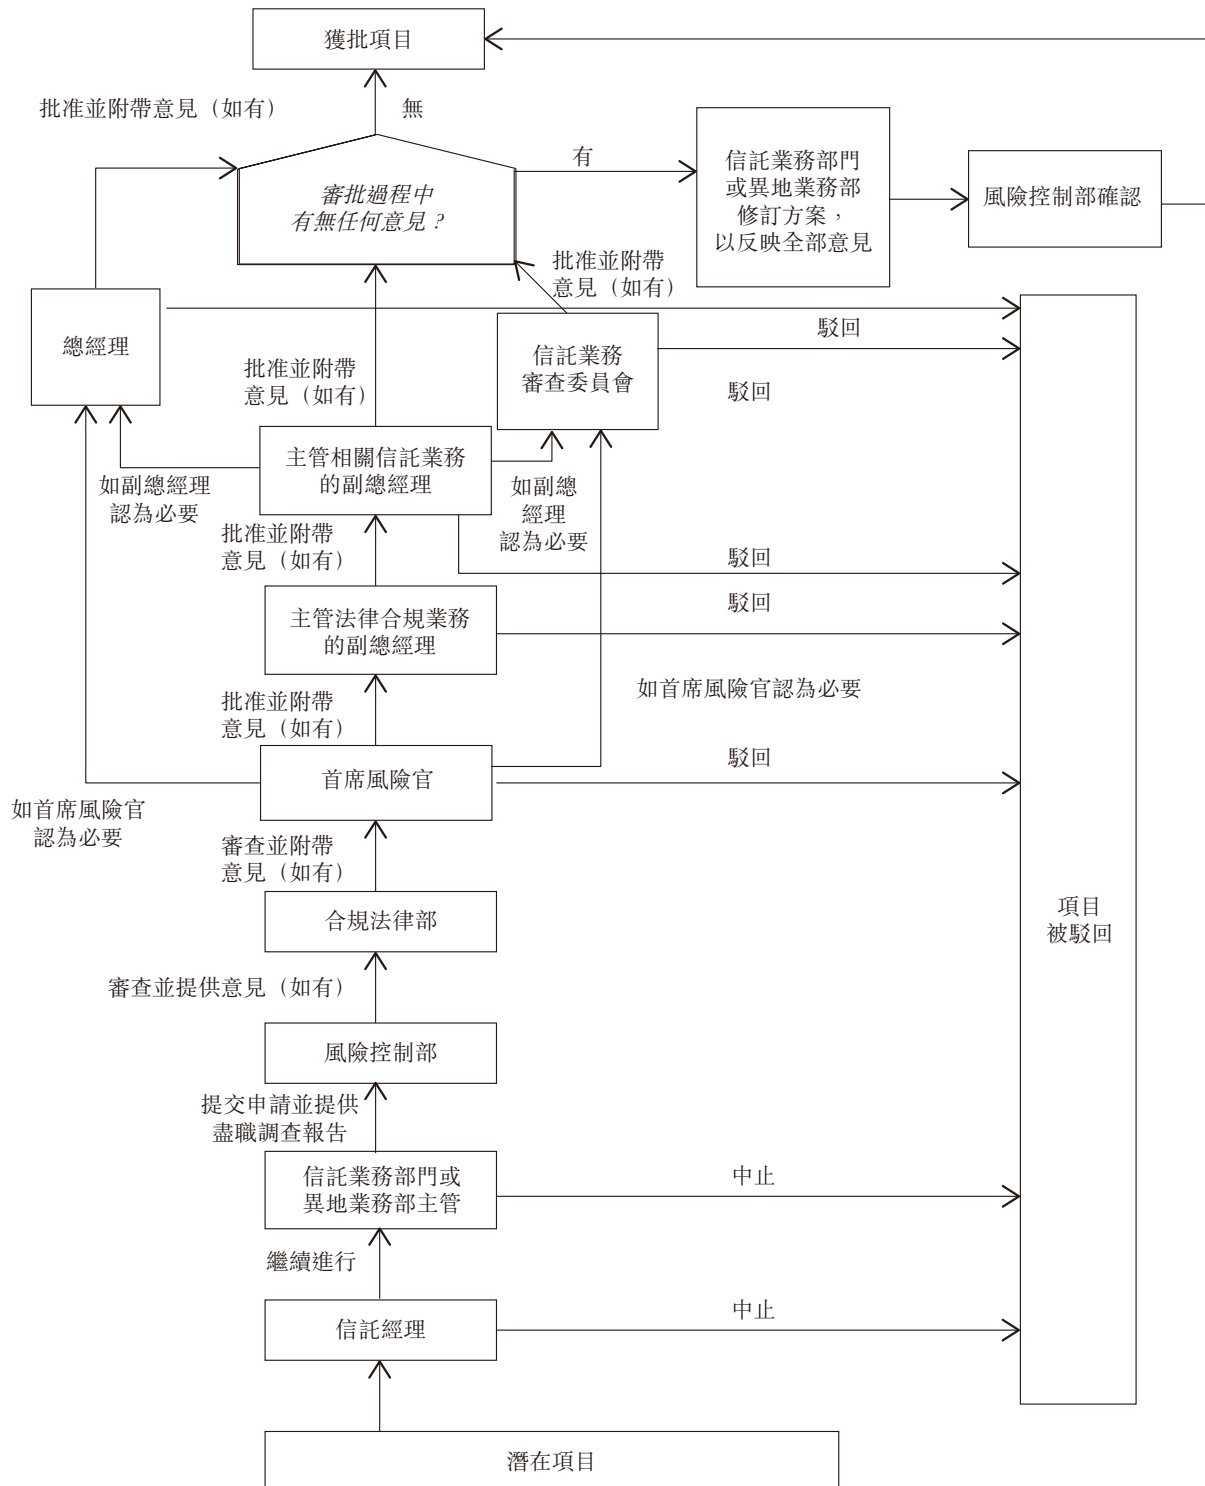 獲批項目
批准並附帶意見（如有）
無
有
審批過程中
有無任何意見？
信託業務部門
或異地業務部
修訂方案，
以反映全部意見
風險控制部確認
批准並附帶
意見（如有）
總經理
批准並附帶
意見（如有）
信託業務
審查委員會
駁回
駁回
主管相關信託業務
的副總經理
如副總經理
認為必要
如副總
經理
認為必要
批准並附帶
意見（如有）
駁回
駁回
主管法律合規業務
的副總經理
如首席風險官認為必要
批准並附帶
意見（如有）
首席風險官
駁回
如首席風險官
認為必要
審查並附帶
意見（如有）
合規法律部
項目
被駁回
審查並提供意見（如有）
風險控制部
提交申請並提供
盡職調查報告
信託業務部門或
異地業務部主管
中止
繼續進行
信託經理
中止
潛在項目